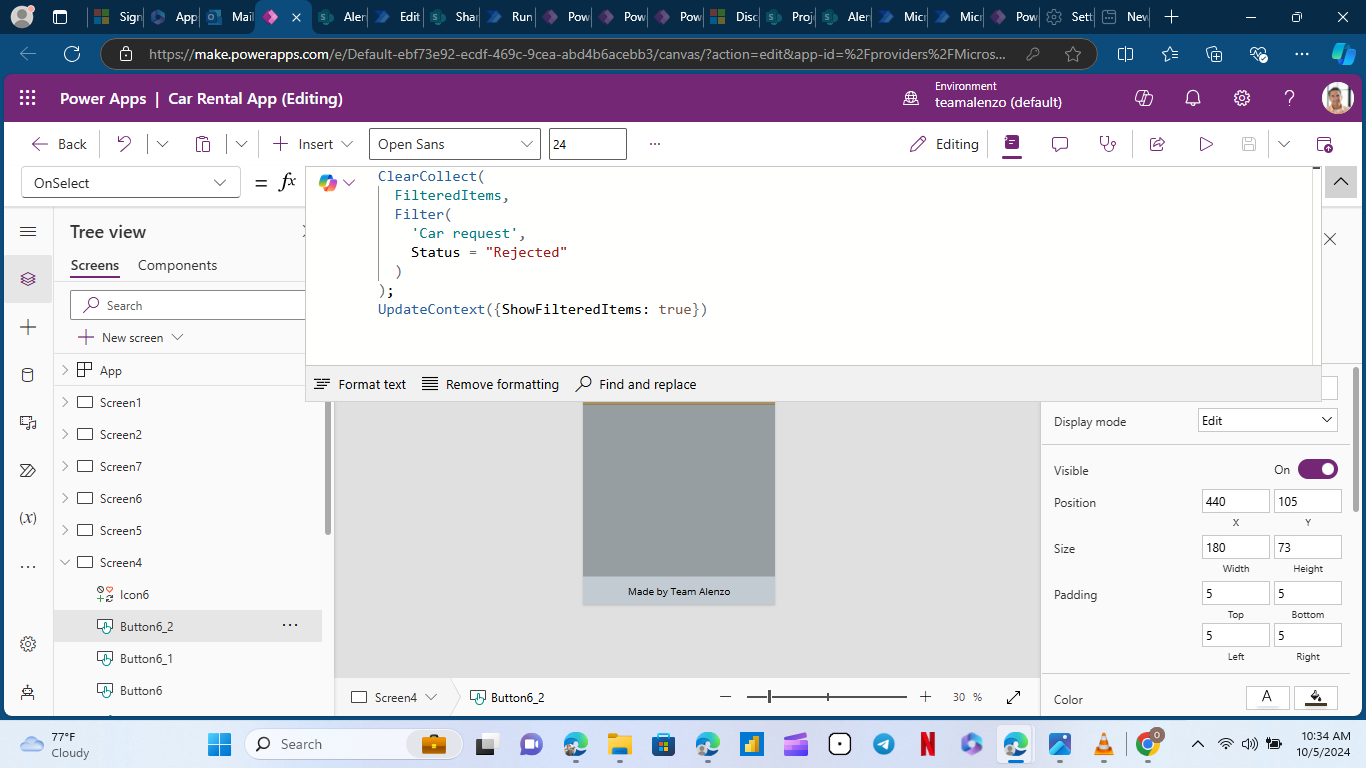 Sign
App
Mail
Aler
Edit
Sha
Run
Pow
Pow
Pow
Disc
Proj
Aler
Micr
Micr
Pow
Sett
New
https://make.powerapps.com/e/Default-ebf73e92-ecdf-469c-9cea-abd4b6acebb3/canvas/?action=edit&app-id=%2Fproviders%2FMicros...
Power Apps | Car Rental App (Editing)
Environment
teamalenzo (default)
Back
Insert
Open Sans
24
Editing
OnSelect
= fx
ClearCollect(
FilteredItems,
Filter(
'Car request',
Status = "Rejected"
)
);
UpdateContext({ShowFilteredItems: true})
Format text
Remove formatting
Find and replace
Tree view
Screens
Components
Search
New screen
App
Screen1
Screen2
Screen7
Screen6
Screen5
Screen4
Icon6
Button6_2
Button6_1
Button6
Made by Team Alenzo
Display mode
Edit
Visible
On
Position
440
105
X
Y
Size
180
73
Width
Height
Padding
5
5
Top
Bottom
5
5
Left
Right
Color
A
Screen4
Button6_2
30 %
77°F
Cloudy
Search
0
10:34 AM
10/5/2024